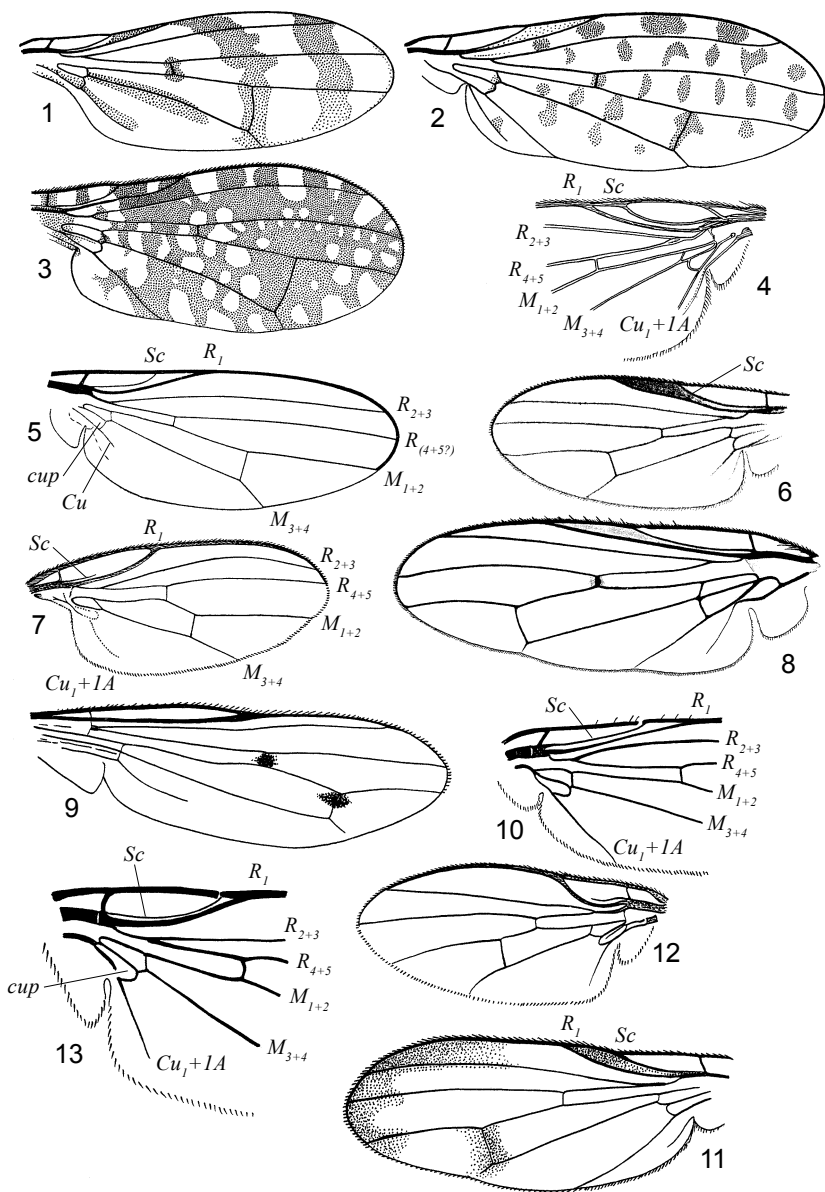 1
2
3
R1 Sc
R2+3
R4+5
M1+2
M3+4
Cu1+1A
4
Sc R1
R2+3
R(4+5?)
M1+2
M3+4
5
cup
Cu
Sc
6
Sc
R1
R2+3
R4+5
M1+2
M3+4
Cu1+1A
7
8
9
Sc
R1
R2+3
R4+5
M1+2
M3+4
Cu1+1A
10
Sc
R1
R2+3
R4+5
M1+2
M3+4
cup
Cu1+1A
13
12
R1 Sc
11